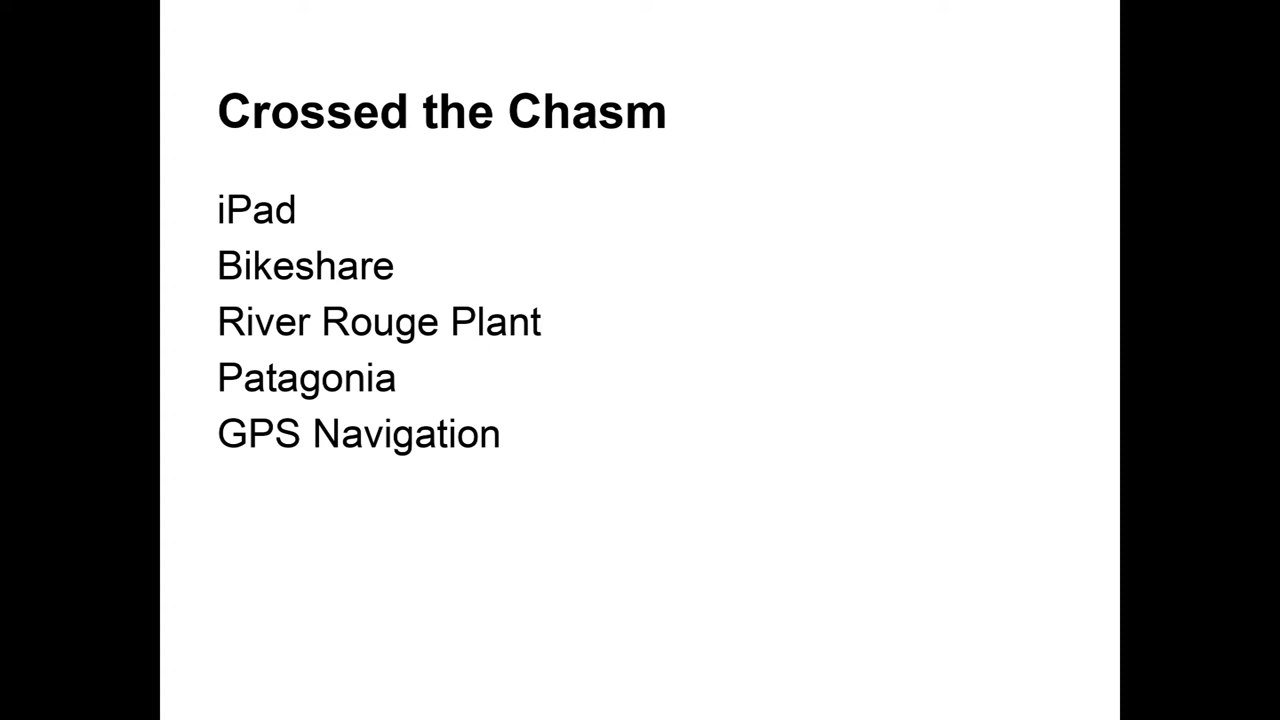 Crossed the Chasm
iPad
Bikeshare
River Rouge Plant
Patagonia
GPS Navigation